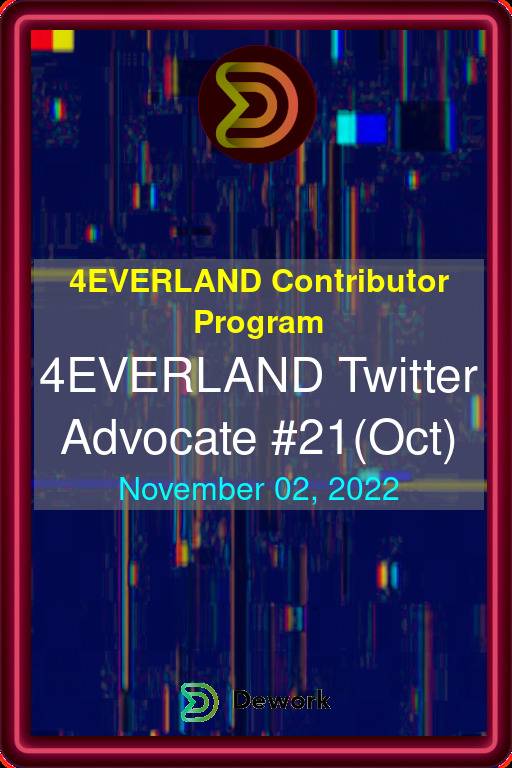 4EVERLAND Contributor
Program
4EVERLAND Twitter
Advocate #21(Oct)
November 02, 2022
Dework